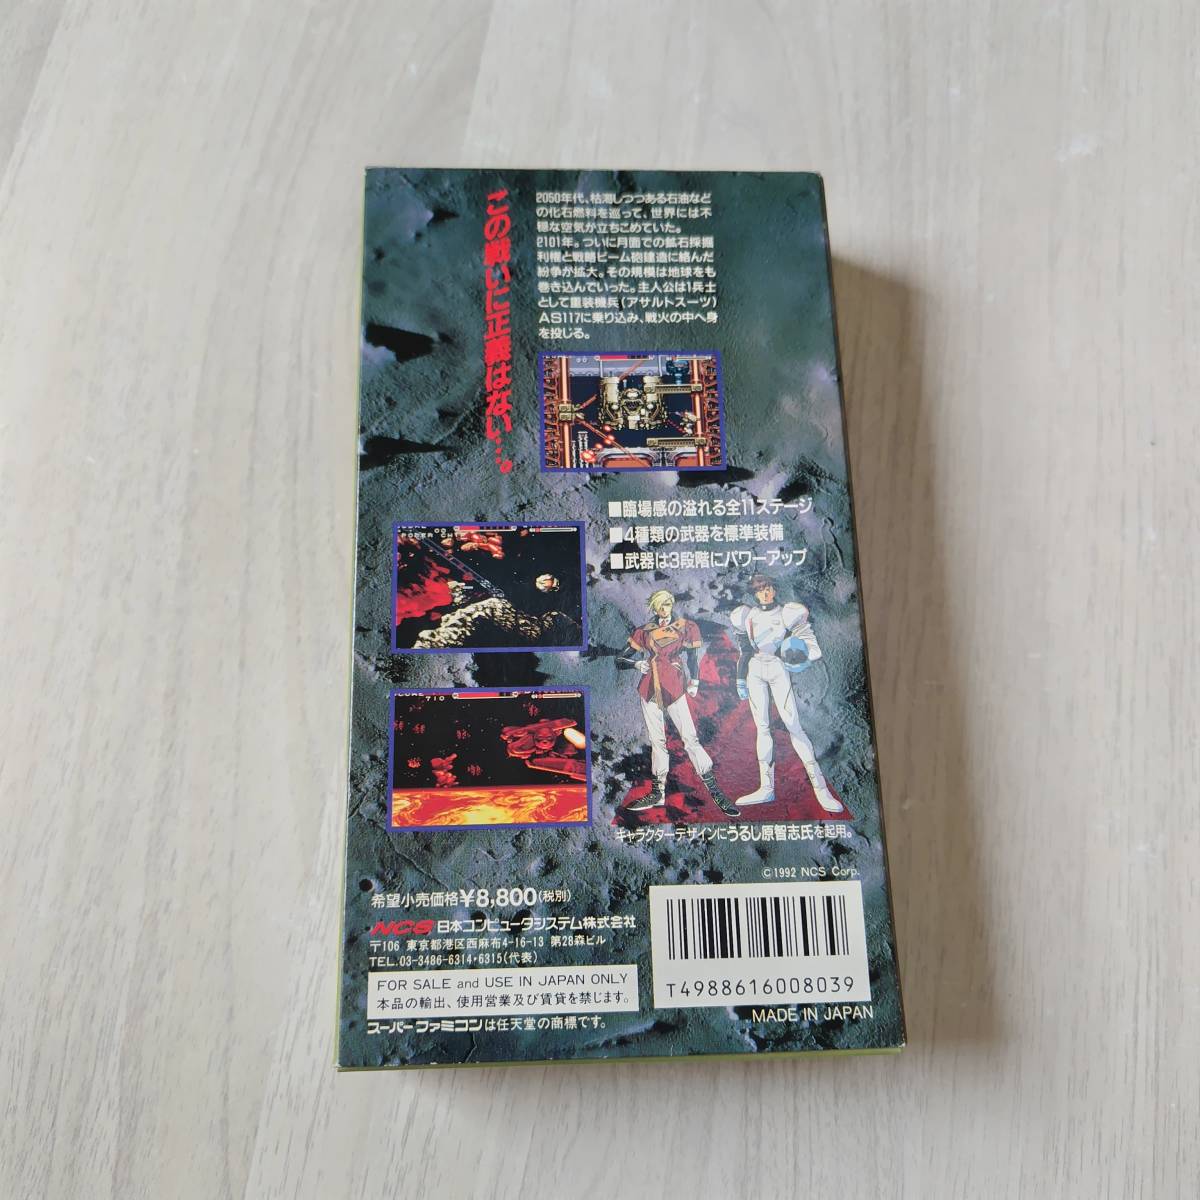 この戦いに正義はない…。
2050年代、枯渇しつつある石油など
の化石燃料を巡って、世界には不
穏な空気が立ちこめていた。
2101年。ついに月面での鉱石採掘
利権と戦略ビーム砲建造に絡んだ
紛争が拡大。その規模は地球をも
巻き込んでいった。主人公は1兵士
として重装機兵(アサルトスーツ)
AS117に乗り込み、戦火の中へ身
を投じる。
■臨場感の溢れる全11ステージ
■4種類の武器を標準装備
■武器は3段階にパワーアップ
710
キャラクターデザインにうるし原智志氏を起用。
©1992 NCS Corp.
希望小売価格¥8,800(税別)
NCS 日本コンピュータシステム株式会社
〒106 東京都港区西麻布4-16-13 第28森ビル
TEL.03-3486-6314・6315(代表)
FOR SALE and USE IN JAPAN ONLY
本品の輸出、使用営業及び賃貸を禁じます。
スーパーファミコンは任天堂の商標です。
T4988616008039
MADE IN JAPAN